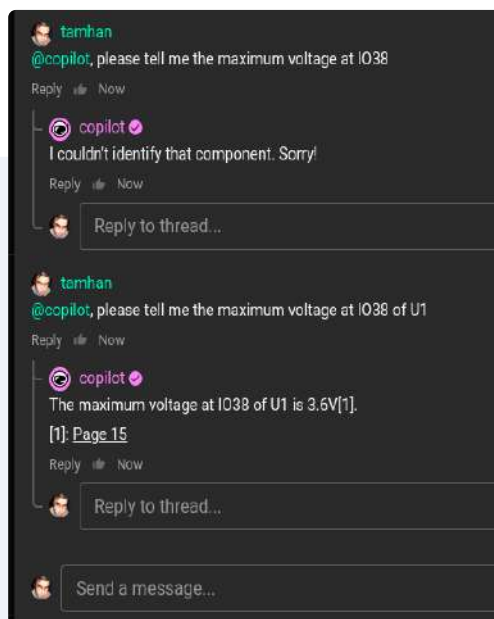 tamhan
@copilot, please tell me the maximum voltage at IO38
Reply Now
copilot
I couldn't identify that component. Sorry!
Reply Now
Reply to thread...
tamhan
@copilot, please tell me the maximum voltage at IO38 of U1
Reply Now
copilot
The maximum voltage at IO38 of U1 is 3.6V[1].
[1]: Page 15
Reply Now
Reply to thread...
Send a message...